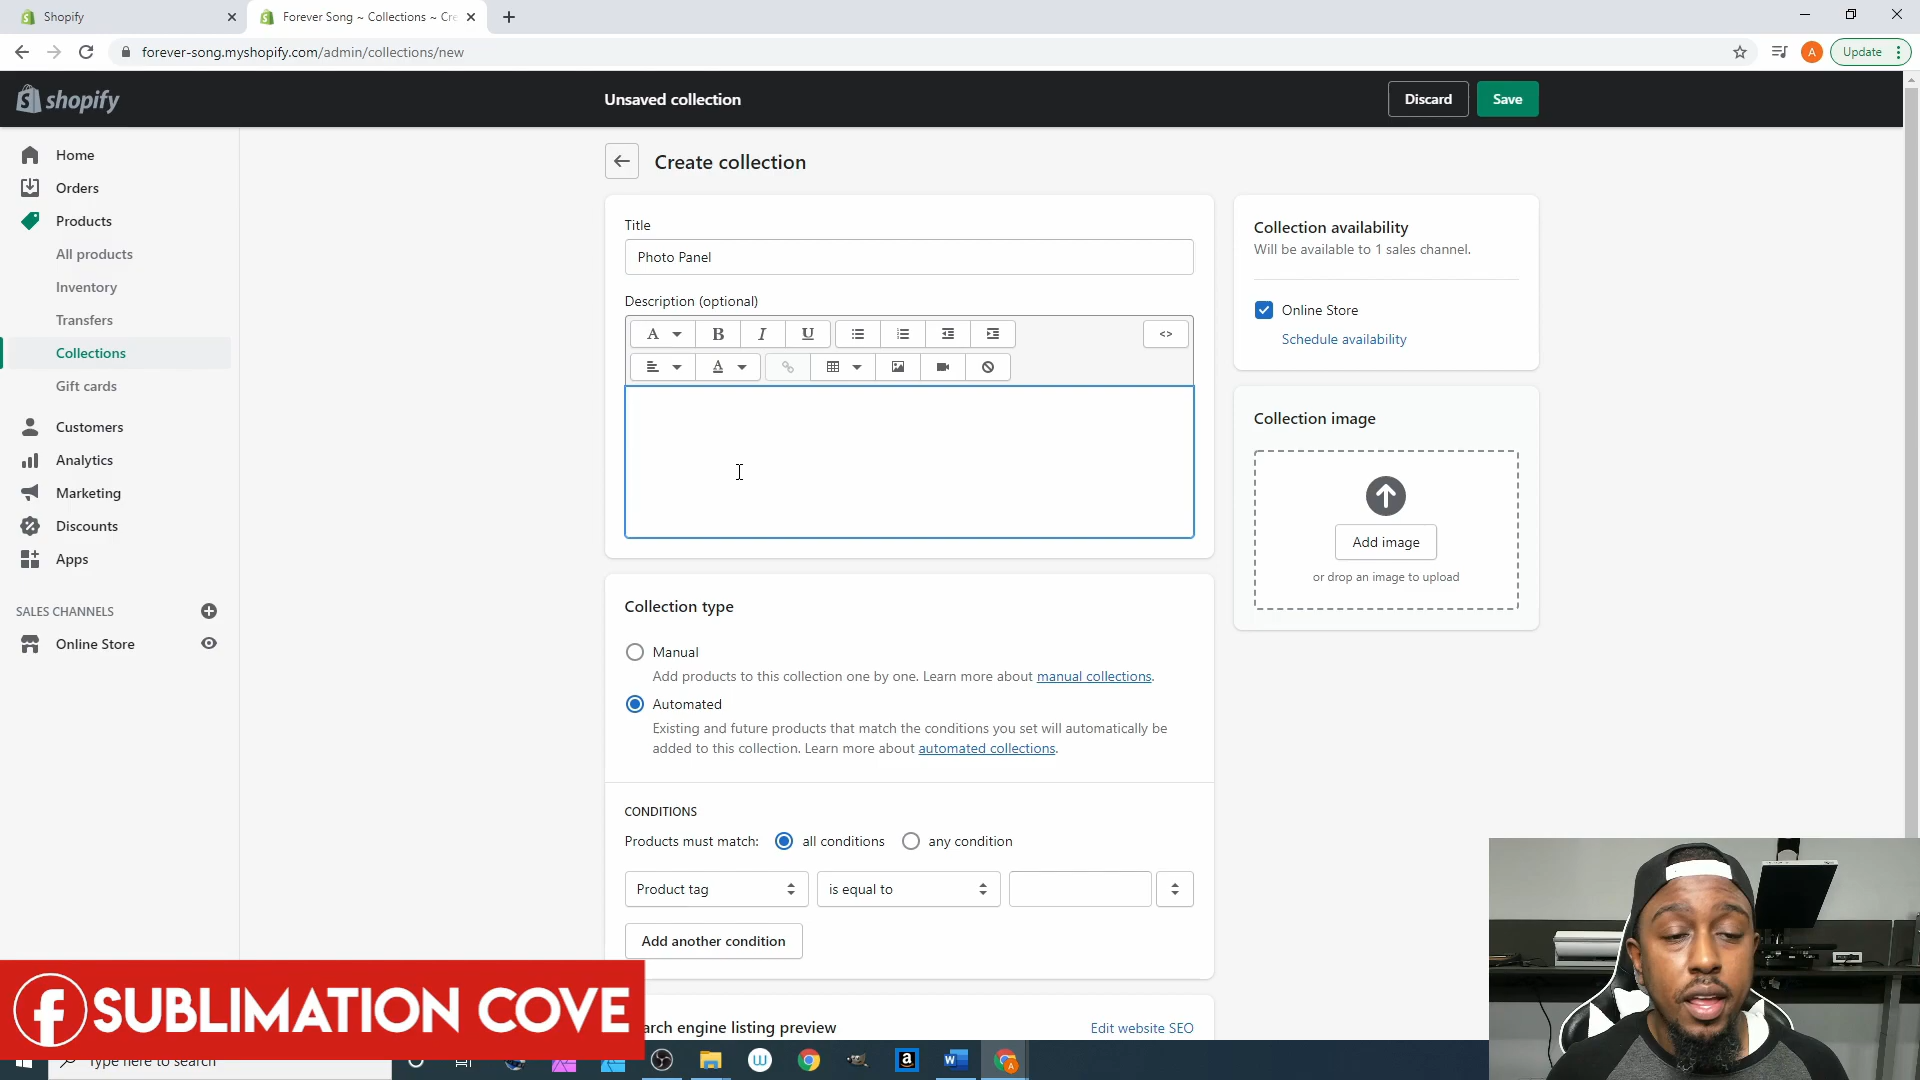 Shopify
Forever Song ~ Collections ~ Cre
forever-song.myshopify.com/admin/collections/new
A
Update
shopify
Unsaved collection
Discard
Save
Home
Orders
Products
All products
Inventory
Transfers
Collections
Gift cards
Customers
Analytics
Marketing
Discounts
Apps
SALES CHANNELS
Online Store
Create collection
Title
Photo Panel
Description (optional)
A B I U <>
A
Collection type
Manual
Add products to this collection one by one. Learn more about manual collections.
Automated
Existing and future products that match the conditions you set will automatically be
added to this collection. Learn more about automated collections.
CONDITIONS
Products must match: all conditions any condition
Product tag is equal to
Add another condition
arch engine listing preview
Edit website SEO
Collection availability
Will be available to 1 sales channel.
Online Store
Schedule availability
Collection image
Add image
or drop an image to upload
f SUBLIMATION COVE
Type here to search
W a W A